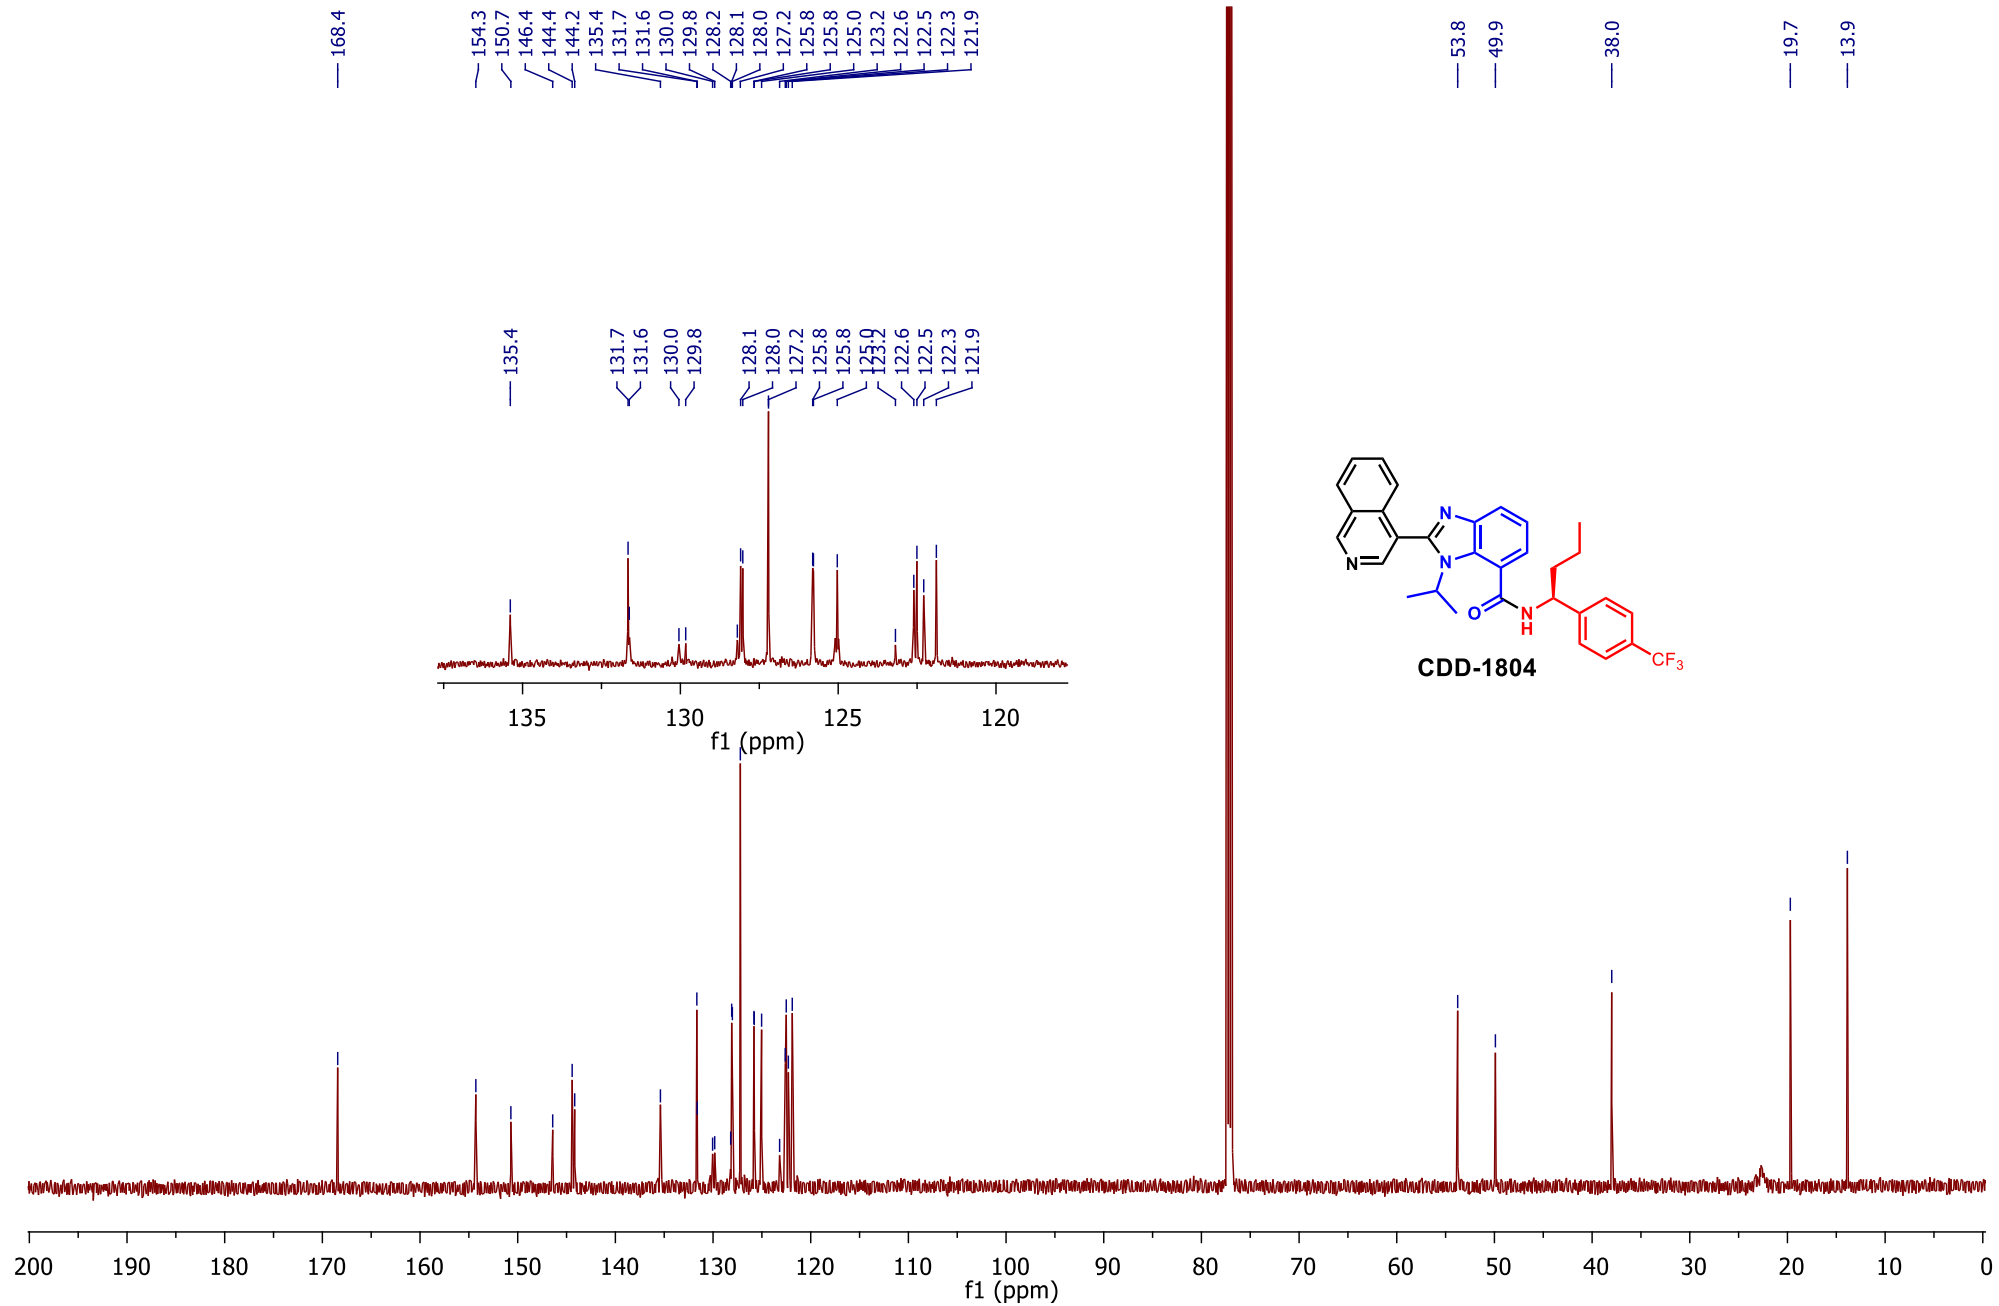 168.4 154.3 150.7 146.4 144.4 144.2 135.4 131.7 131.6 130.0 129.8 128.2 128.1 128.0 127.2 125.8 125.8 125.0 123.2 122.6 122.5 122.3 121.9 53.8 49.9 38.0 19.7 13.9
135.4 131.7 131.6 130.0 129.8 128.1 128.0 127.2 125.8 125.8 125.0 123.2 122.6 122.5 122.3 121.9
135 130 125 120
f1 (ppm)
N
N
N
O
N
H
CF3
CDD-1804
200 190 180 170 160 150 140 130 120 110 100 90 80 70 60 50 40 30 20 10 0
f1 (ppm)